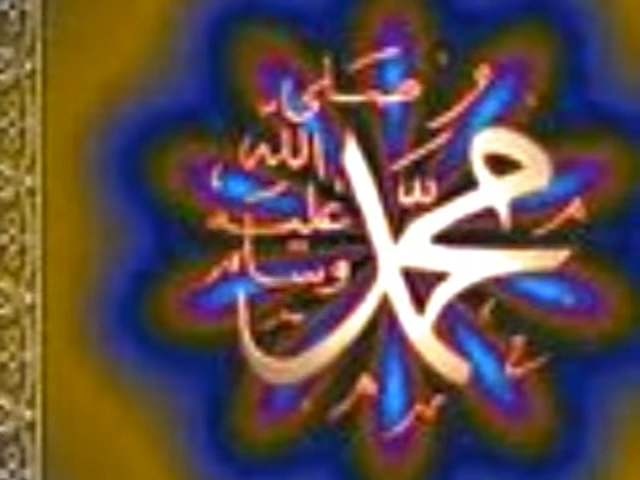 محمد
صلى
الله
عليه
وسلم